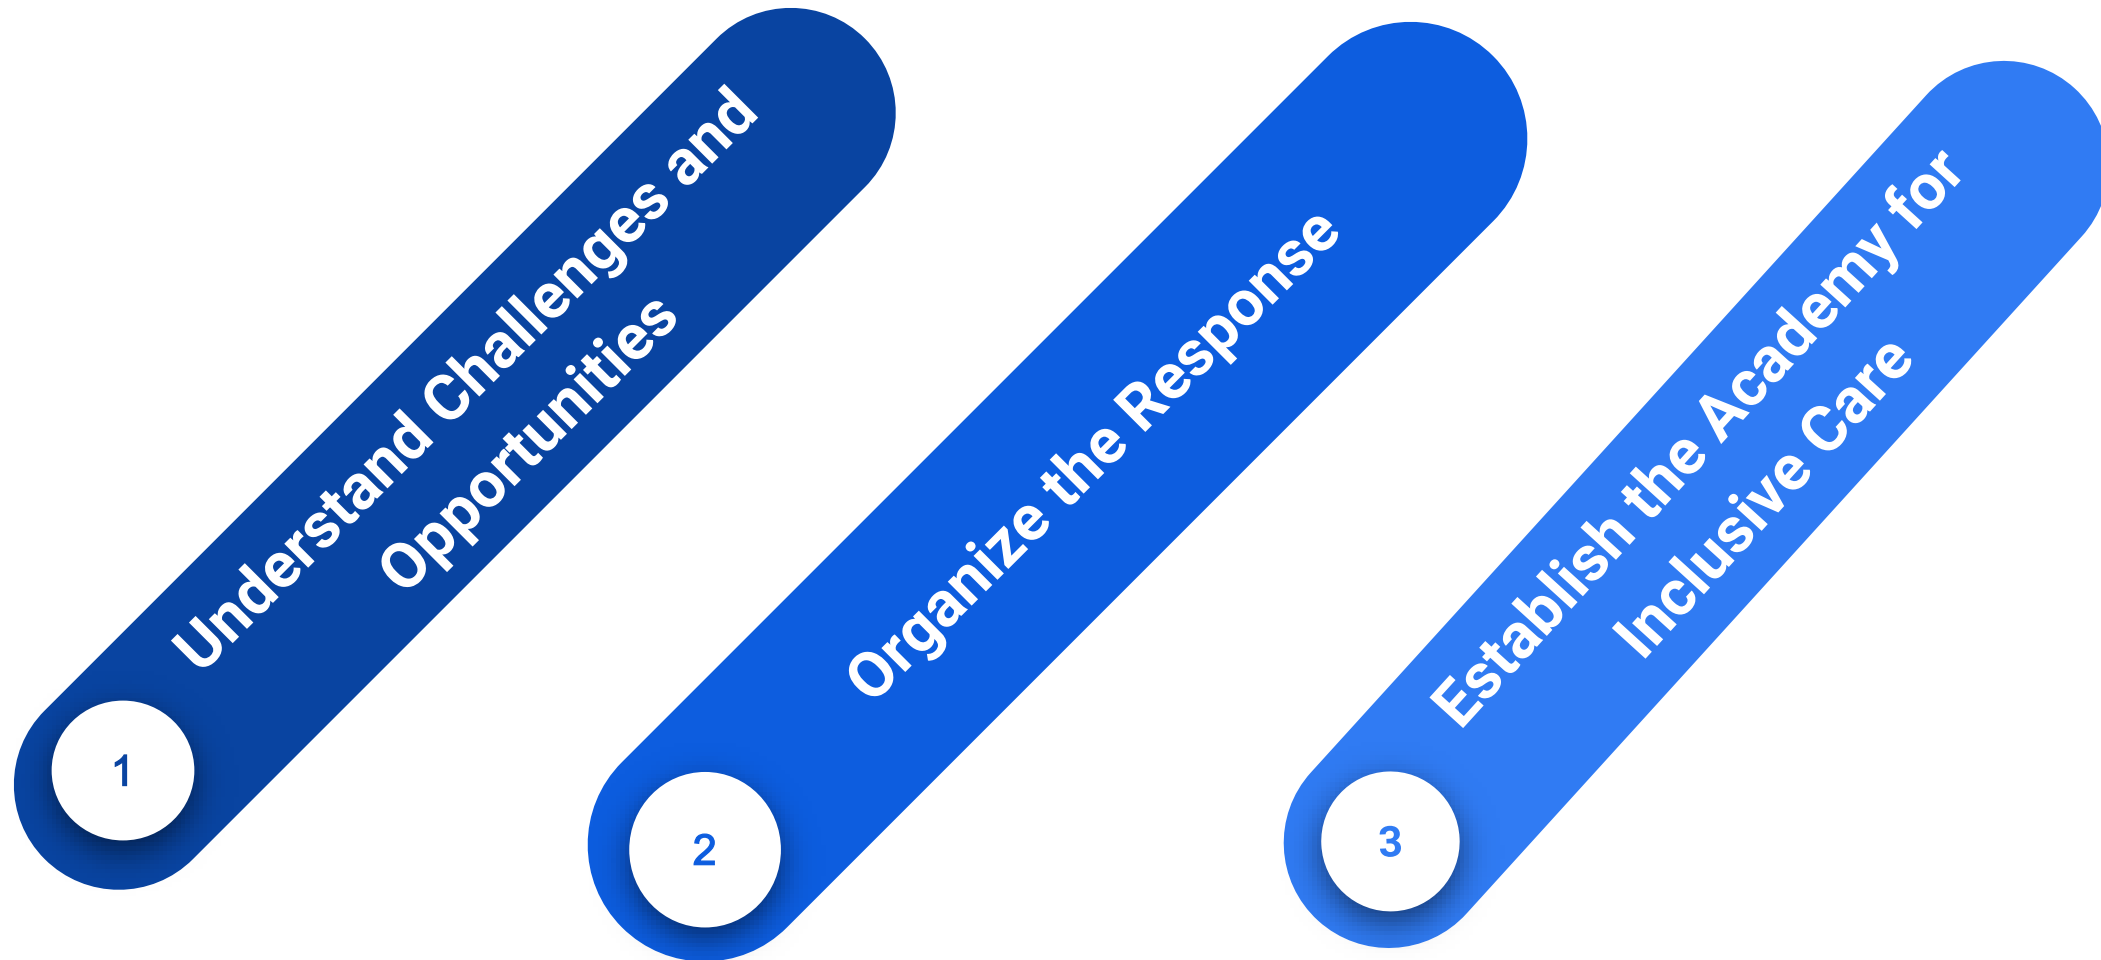 Understand Challenges and
Opportunities
1
Organize the Response
2
Establish the Academy for
Inclusive Care
3